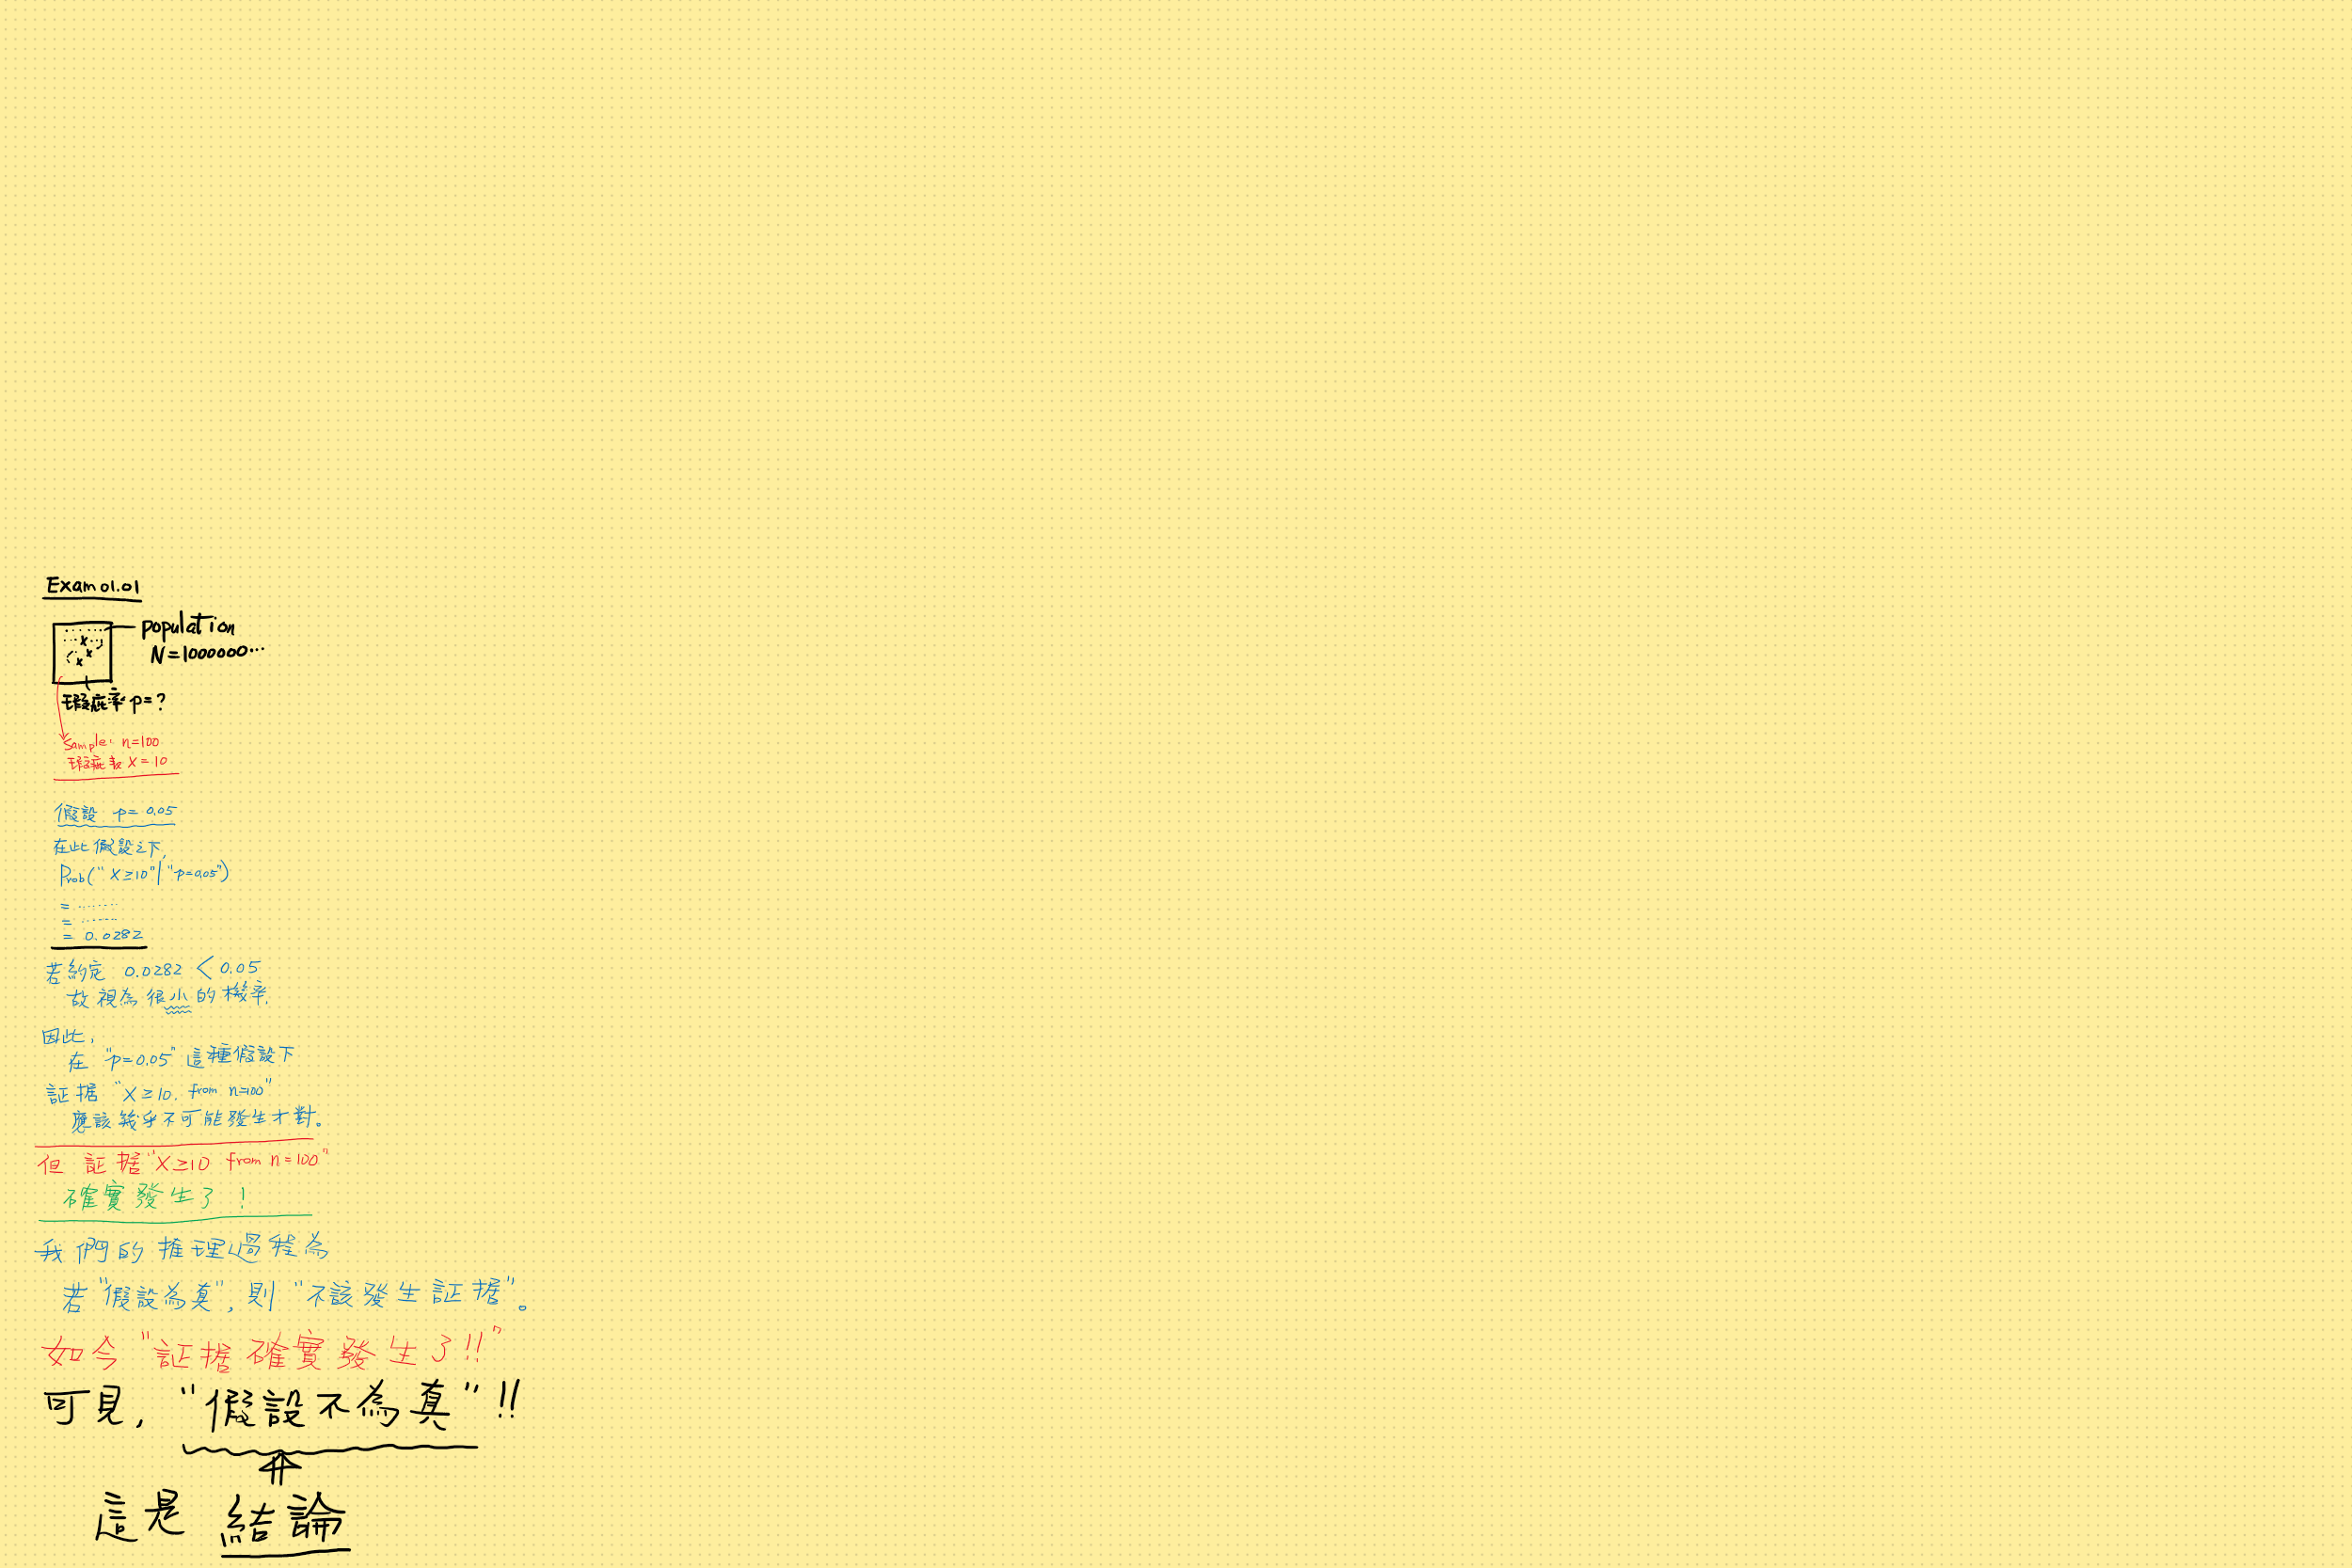 Exam 01.01
population
N=1000000...
瑕疵率 p=?
Sample: n=100
瑕疵數 X=10
假設 p=0.05
在此假設之下,
Prob("X≥10"|"p=0.05")
= ........
= ........
= 0.0282
若約定 0.0282 < 0.05
故視為很小的機率,
因此,
在 "p=0.05" 這種假設下
証据 "X≥10. from n=100"
應該幾乎不可能發生才對。
但 証据 "X≥10 from n=100"
確實發生了!
我們的推理過程為
若"假設為真", 則 "不該發生証据"。
如今"証据確實發生了!!"
可見, "假設不為真"!!
這是 結論